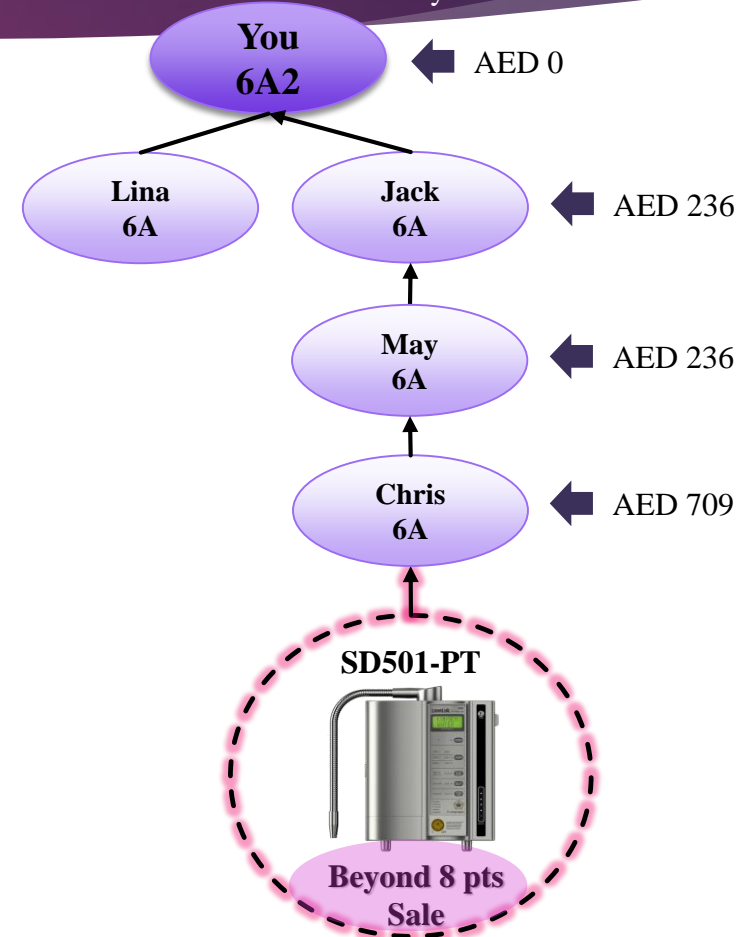 You
6A2
AED 0
Lina
6A
Jack
6A
AED 236
May
6A
AED 236
Chris
6A
AED 709
SD501-PT
Beyond 8 pts
Sale